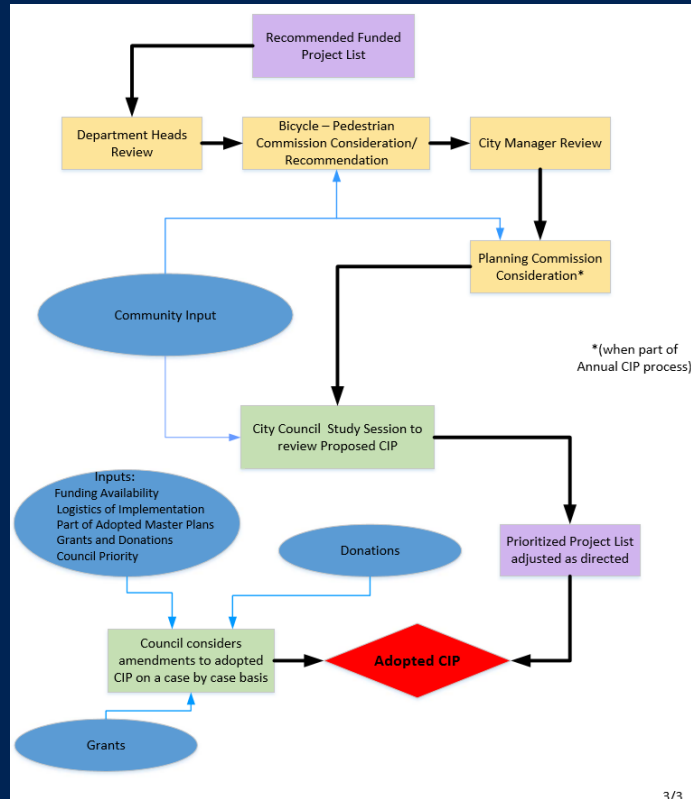 Recommended Funded
Project List
Department Heads
Review
Bicycle – Pedestrian
Commission Consideration/
Recommendation
City Manager Review
Planning Commission
Consideration*
Community Input
*(when part of
Annual CIP process)
City Council Study Session to
review Proposed CIP
Inputs:
Funding Availability
Logistics of Implementation
Part of Adopted Master Plans
Grants and Donations
Council Priority
Donations
Prioritized Project List
adjusted as directed
Council considers
amendments to adopted
CIP on a case by case basis
Adopted CIP
Grants
3/3